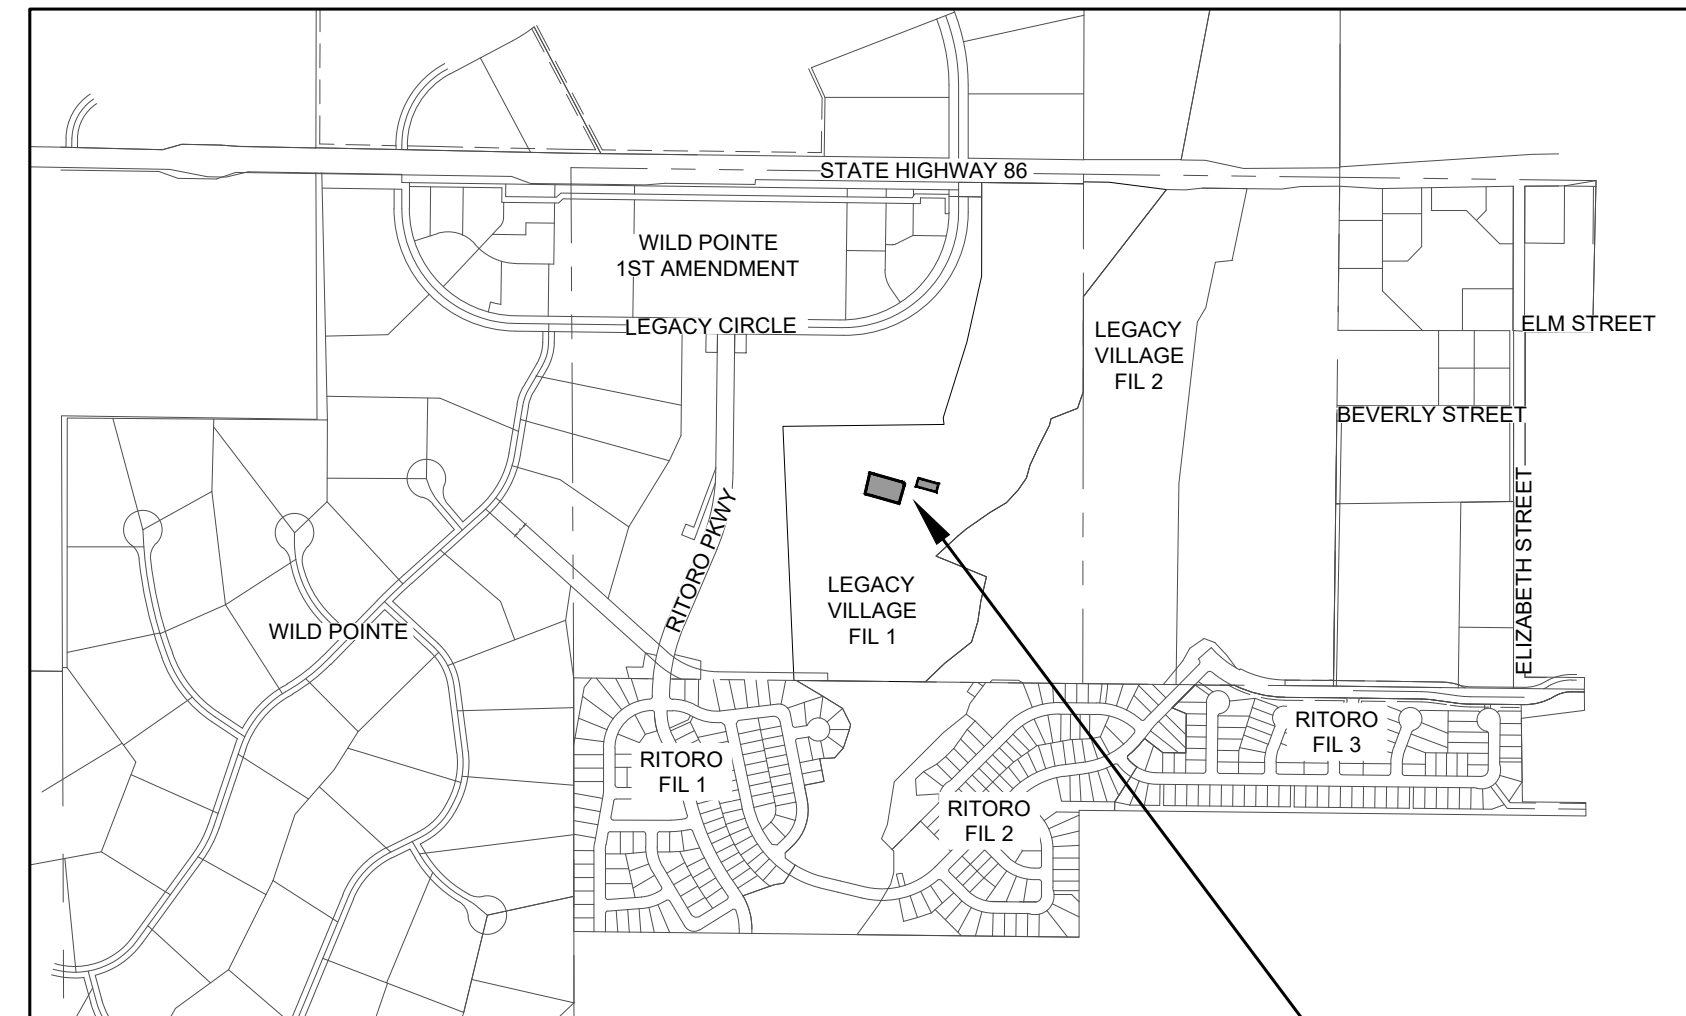 STATE HIGHWAY 86
WILD POINTE
1ST AMENDMENT
LEGACY CIRCLE
LEGACY
VILLAGE
FIL 2
ELM STREET
BEVERLY STREET
ELIZABETH STREET
RITORO PKWY
LEGACY
VILLAGE
FIL 1
WILD POINTE
RITORO
FIL 3
RITORO
FIL 1
RITORO
FIL 2